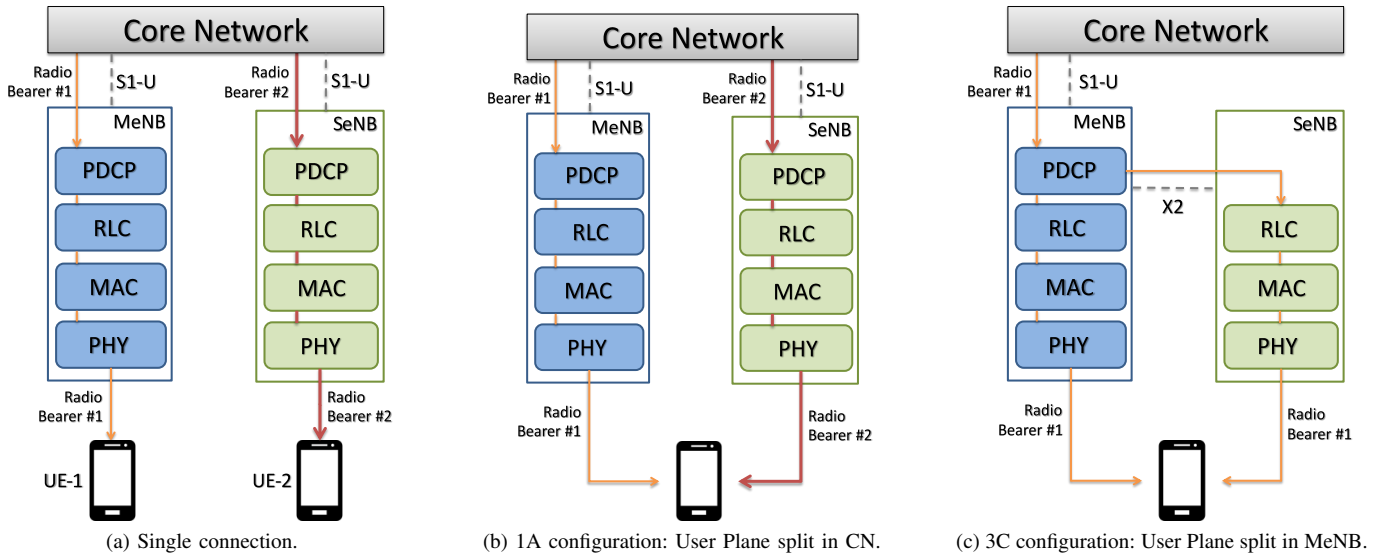 Core Network
Radio
Bearer #1
S1-U
Radio
Bearer #2
S1-U
MeNB
PDCP
RLC
MAC
PHY
SeNB
PDCP
RLC
MAC
PHY
Radio
Bearer #1
Radio
Bearer #2
UE-1
UE-2
(a) Single connection.
Core Network
Radio
Bearer #1
S1-U
Radio
Bearer #2
S1-U
MeNB
PDCP
RLC
MAC
PHY
SeNB
PDCP
RLC
MAC
PHY
Radio
Bearer #1
Radio
Bearer #2
(b) 1A configuration: User Plane split in CN.
Core Network
Radio
Bearer #1
S1-U
MeNB
PDCP
RLC
MAC
PHY
X2
SeNB
RLC
MAC
PHY
Radio
Bearer #1
Radio
Bearer #1
(c) 3C configuration: User Plane split in MeNB.